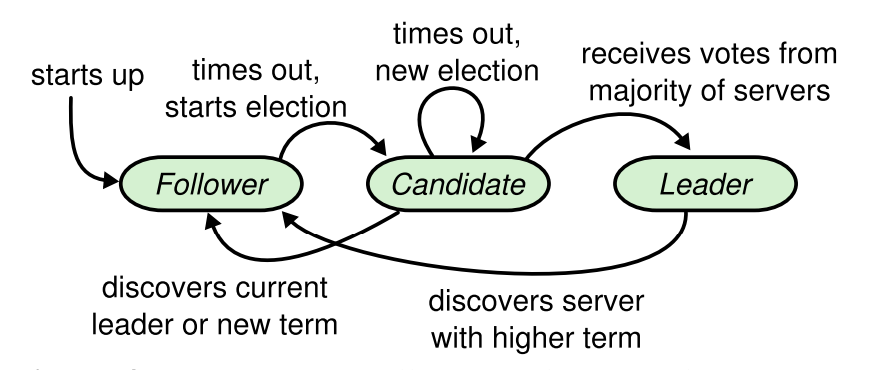 starts up
times out,
starts election
times out,
new election
receives votes from
majority of servers
Follower
Candidate
Leader
discovers current
leader or new term
discovers server
with higher term